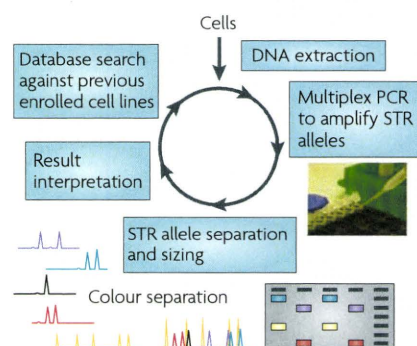 Cells
DNA extraction
Database search
against previous
enrolled cell lines
Multiplex PCR
to amplify STR
alleles
Result
interpretation
STR allele separation
and sizing
Colour separation